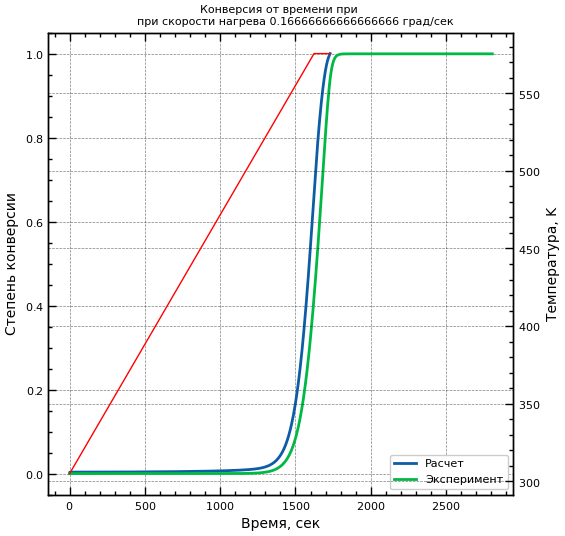 Конверсия от времени при
при скорости нагрева 0.16666666666666666 град/сек
1.0
0.8
0.6
0.4
0.2
0.0
Степень конверсии
550
500
450
400
350
300
Температура, К
Расчет
Эксперимент
0 500 1000 1500 2000 2500
Время, сек